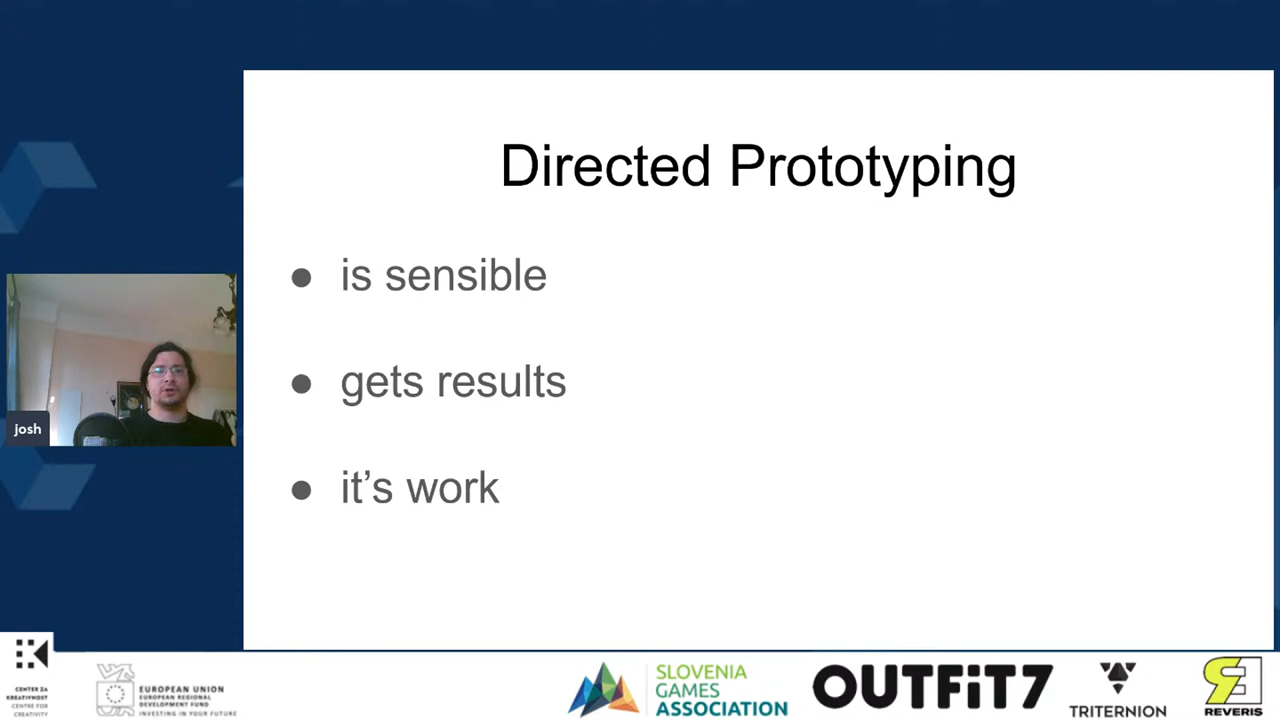 Directed Prototyping
● is sensible
● gets results
● it’s work
josh
CENTER ZA
KREATIVNOST
CENTRE FOR
CREATIVITY
EUROPEAN UNION
EUROPEAN REGIONAL
DEVELOPMENT FUND
INVESTING IN YOUR FUTURE
SLOVENIA
GAMES
ASSOCIATION
OUTFiT7
TRITERNION
REVERIS